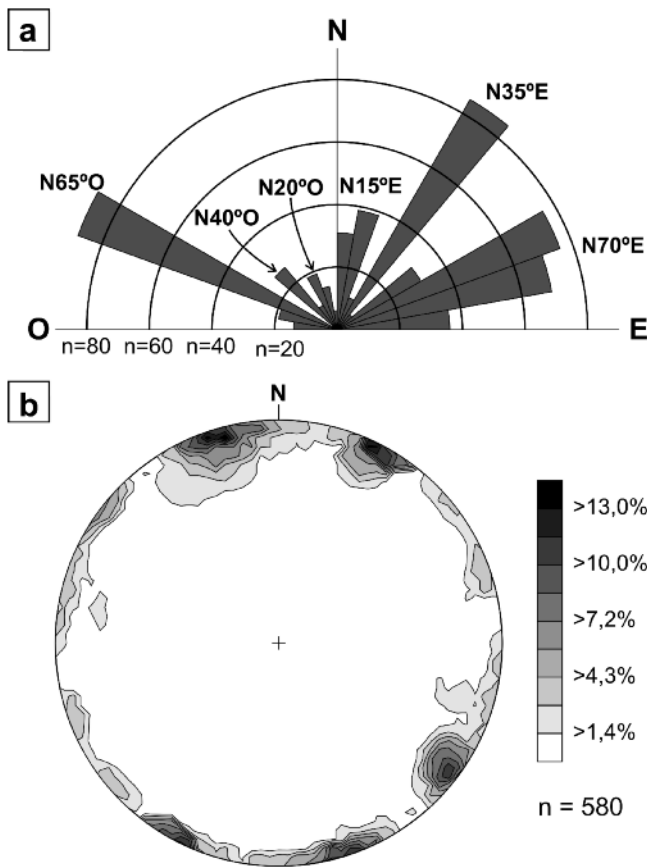 a
N
N35ºE
N65ºO
N20ºO
N15ºE
N40ºO
N70ºE
O
E
n=80
n=60
n=40
n=20
b
N
>13,0%
>10,0%
>7,2%
>4,3%
>1,4%
n = 580